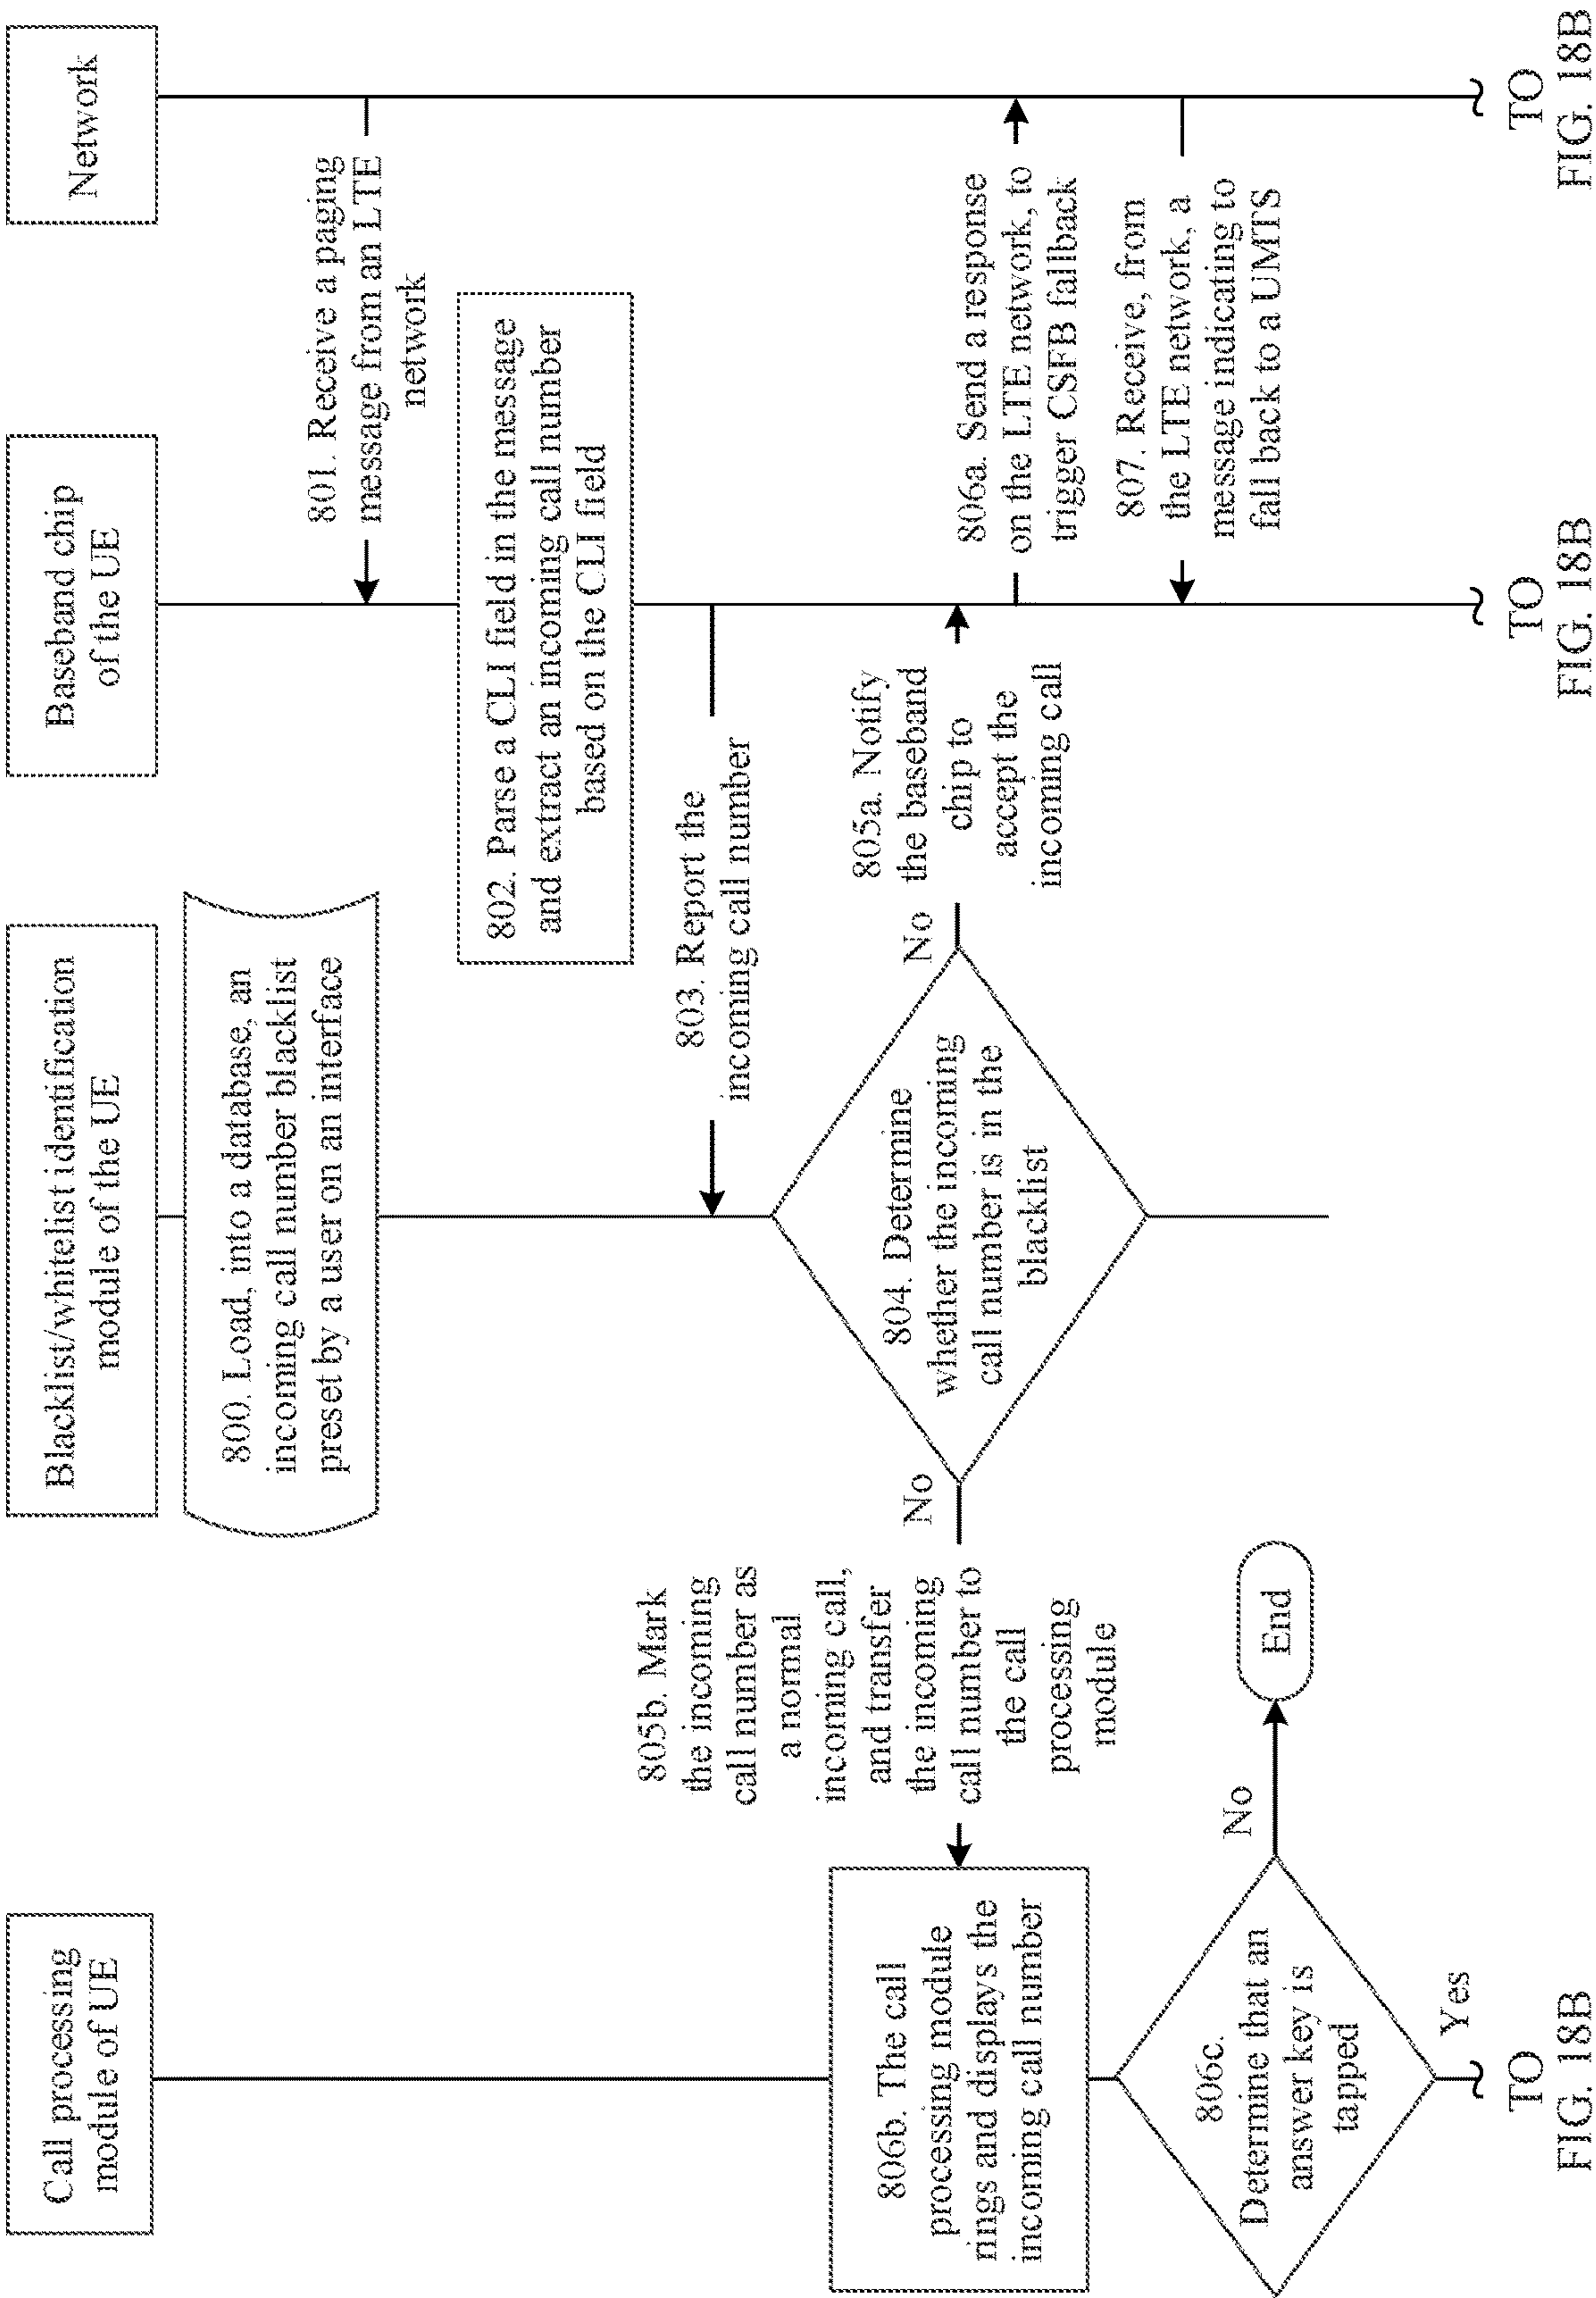 Call processing
module of UE
Blacklist/whitelist identification
module of the UE
Baseband chip
of the UE
Network
800. Load, into a database, an
incoming call number blacklist
preset by a user on an interface
801. Receive a paging
message from an LTE
network
802. Parse a CLI field in the message
and extract an incoming call number
based on the CLI field
803. Report the
incoming call number
804. Determine
whether the incoming
call number is in the
blacklist
No
No
805a. Notify
the baseband
chip to
accept the
incoming call
805b. Mark
the incoming
call number as
a normal
incoming call,
and transfer
the incoming
call number to
the call
processing
module
806a. Send a response
on the LTE network, to
trigger CSFB fallback
806b. The call
processing module
rings and displays the
incoming call number
807. Receive, from
the LTE network, a
message indicating to
fall back to a UMTS
806c.
Determine that an
answer key is
tapped
No
End
Yes
TO
FIG. 18B
TO
FIG. 18B
TO
FIG. 18B